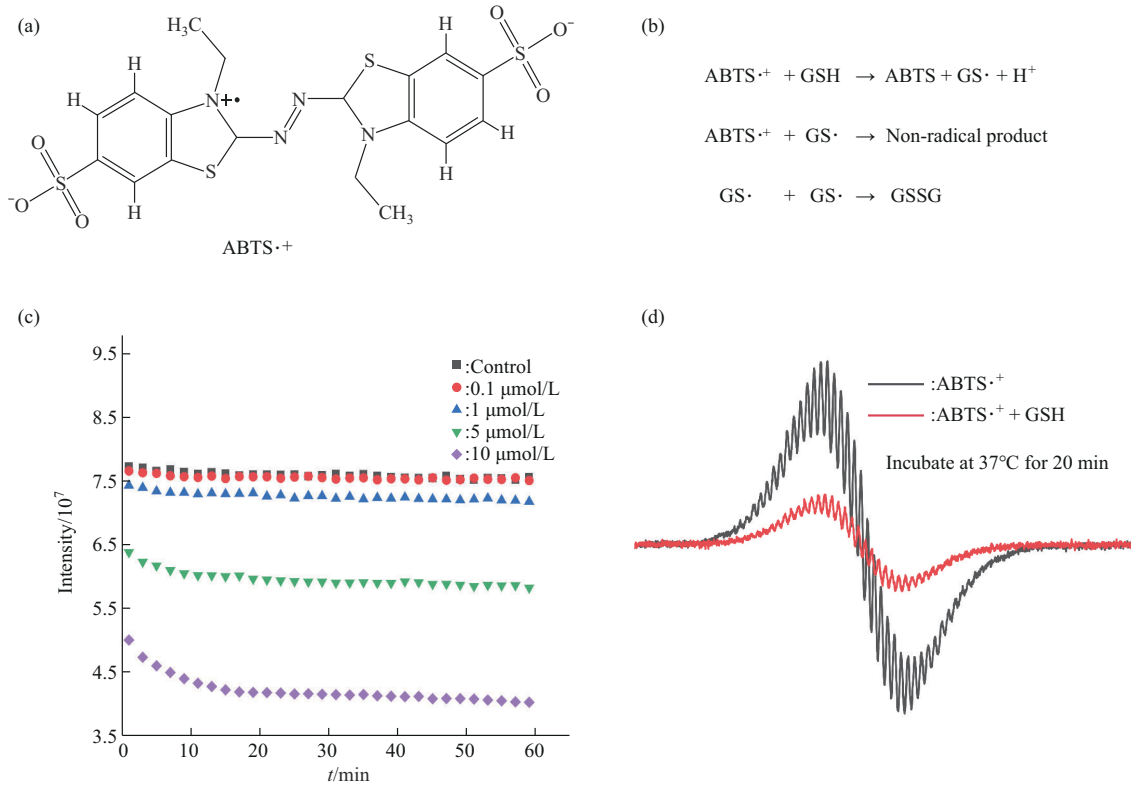 (a)
H₃C
O
O⁻
S
O
H
H
S
H
N+•
N
N
N
H
O
S
⁻O
O
S
H
H
CH₃
ABTS·⁺
(b)
ABTS·⁺ + GSH → ABTS + GS· + H⁺
ABTS·⁺ + GS· → Non-radical product
GS· + GS· → GSSG
(c)
9.5
8.5
7.5
6.5
5.5
4.5
3.5
Intensity/10⁷
:Control
:0.1 μmol/L
:1 μmol/L
:5 μmol/L
:10 μmol/L
0 10 20 30 40 50 60
t/min
(d)
:ABTS·⁺
:ABTS·⁺ + GSH
Incubate at 37°C for 20 min